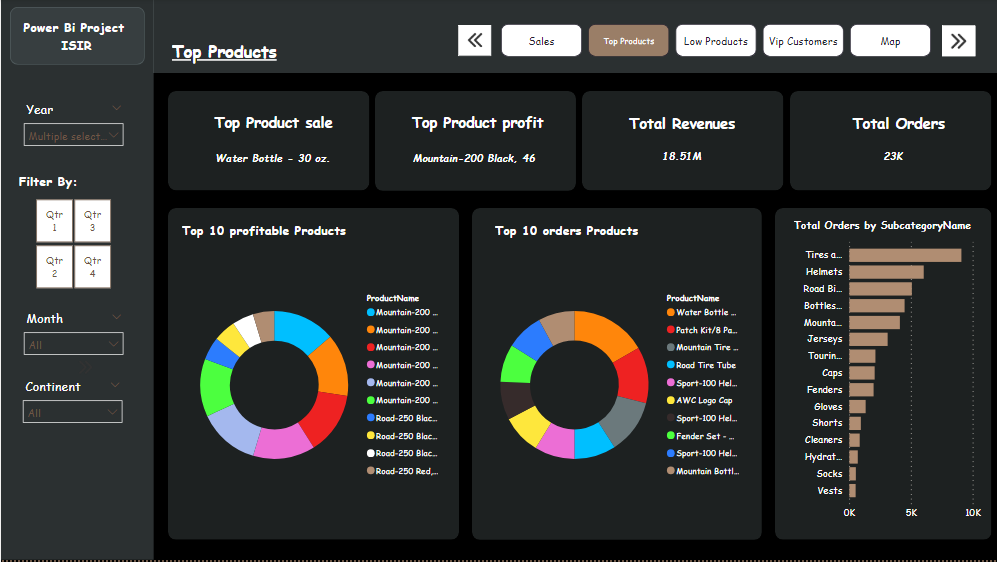 Power Bi Project
ISIR
Top Products
Sales
Top Products
Low Products
Vip Customers
Map
Year
Multiple select...
Filter By:
Qtr
1
Qtr
3
Qtr
2
Qtr
4
Month
All
Continent
All
Top Product sale
Water Bottle - 30 oz.
Top Product profit
Mountain-200 Black, 46
Total Revenues
18.51M
Total Orders
23K
Top 10 profitable Products
ProductName
Mountain-200 ...
Mountain-200 ...
Mountain-200 ...
Mountain-200 ...
Mountain-200 ...
Mountain-200 ...
Road-250 Blac...
Road-250 Blac...
Road-250 Blac...
Road-250 Red,...
Top 10 orders Products
ProductName
Water Bottle ...
Patch Kit/8 Pa...
Mountain Tire ...
Road Tire Tube
Sport-100 Hel...
AWC Logo Cap
Sport-100 Hel...
Fender Set - ...
Sport-100 Hel...
Mountain Bottl...
Total Orders by SubcategoryName
Tires a...
Helmets
Road Bi...
Bottles...
Mounta...
Jerseys
Tourin...
Caps
Fenders
Gloves
Shorts
Cleaners
Hydrat...
Socks
Vests
0K
5K
10K